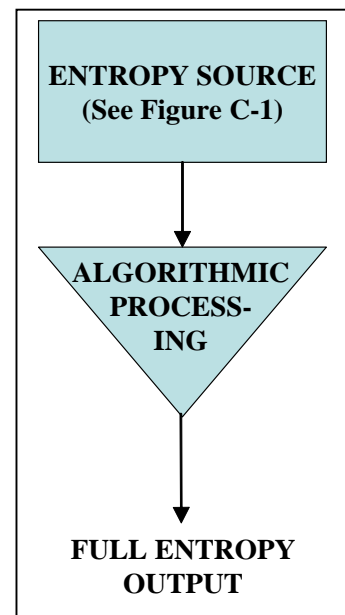 ENTROPY SOURCE
(See Figure C-1)
ALGORITHMIC
PROCESS-
ING
FULL ENTROPY
OUTPUT